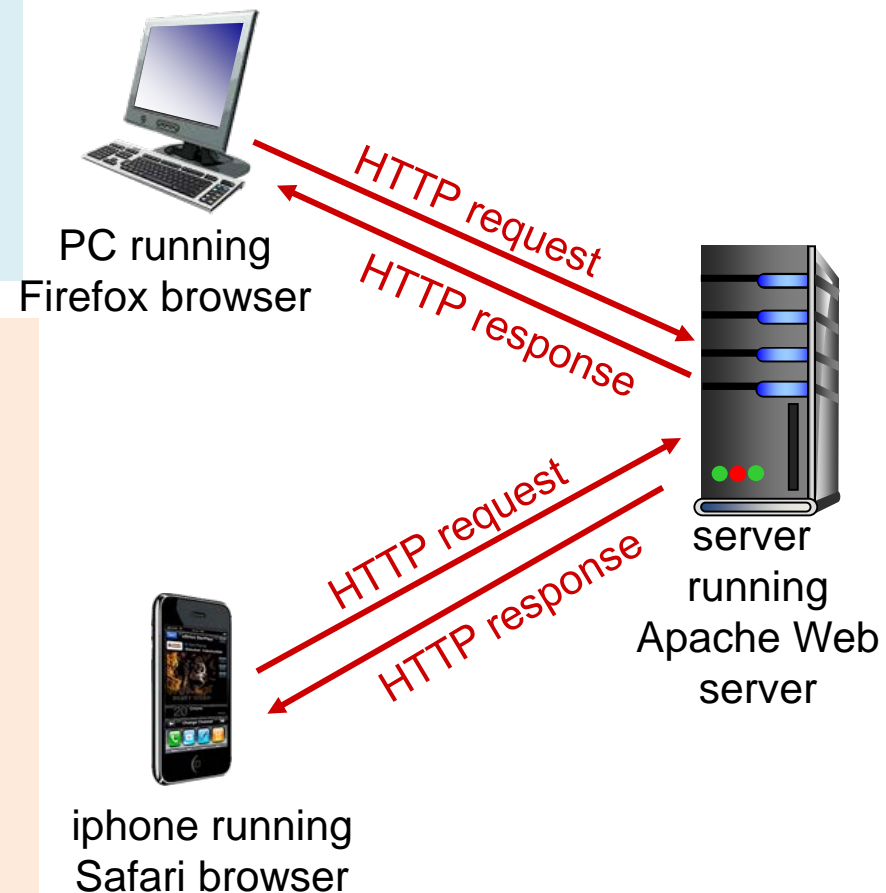 HTTP request
HTTP response
PC running
Firefox browser
HTTP request
HTTP response
server
running
Apache Web
server
iphone running
Safari browser